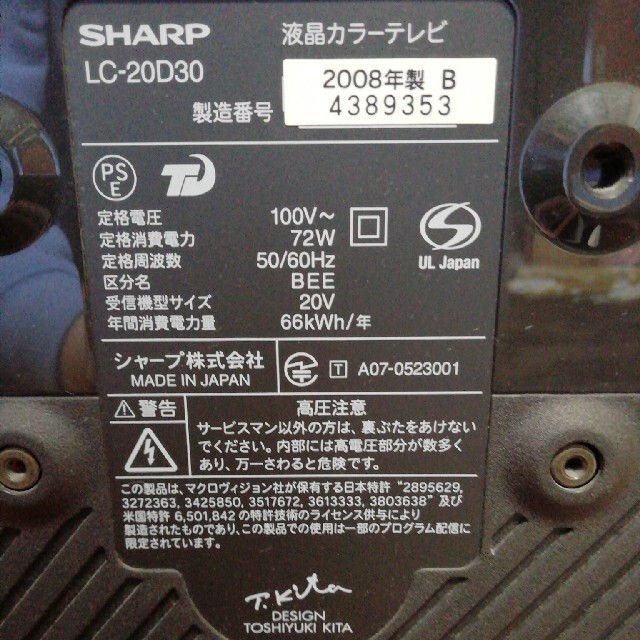 SHARP 液晶カラーテレビ
LC-20D30
製造番号
2008年製 B
4389353
PS
E
定格電圧 100V～
定格消費電力 72W
定格周波数 50/60Hz
区分名 BEE
受信機型サイズ 20V
年間消費電力量 66kWh/年
UL Japan
シャープ株式会社
MADE IN JAPAN
T A07-0523001
警告
高圧注意
サービスマン以外の方は、裏ぶたをあけない
でください。内部には高電圧部分が数多く
あり、万一さわると危険です。
この製品は、マクロヴィジョン社が保有する日本特許 "2895629,
3272363, 3425850, 3517672, 3613333, 3803638" 及び
米国特許 6,501,842 の特許技術のライセンス供与により
製造されたものであり、この製品での使用は一部のプログラム配信に
限定されます。
T.Kita
DESIGN
TOSHIYUKI KITA